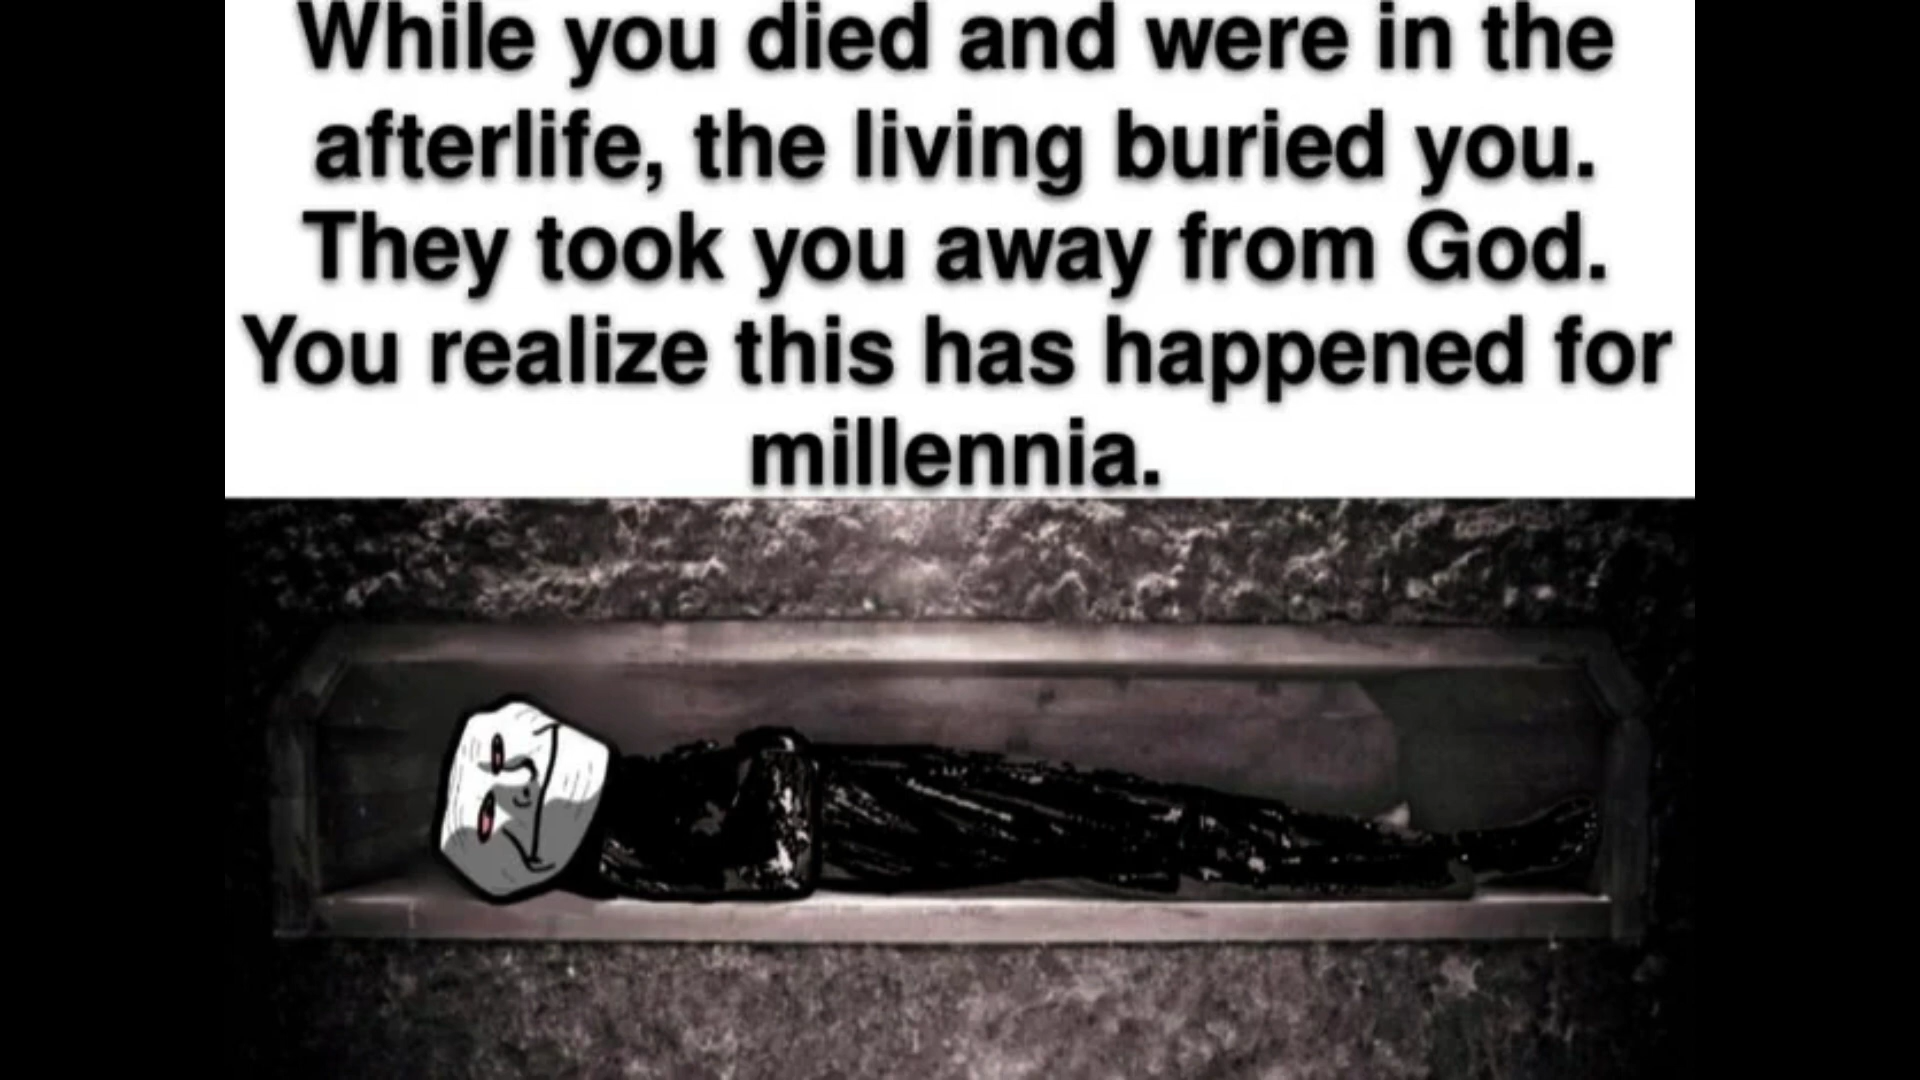 While you died and were in the
afterlife, the living buried you.
They took you away from God.
You realize this has happened for
millennia.